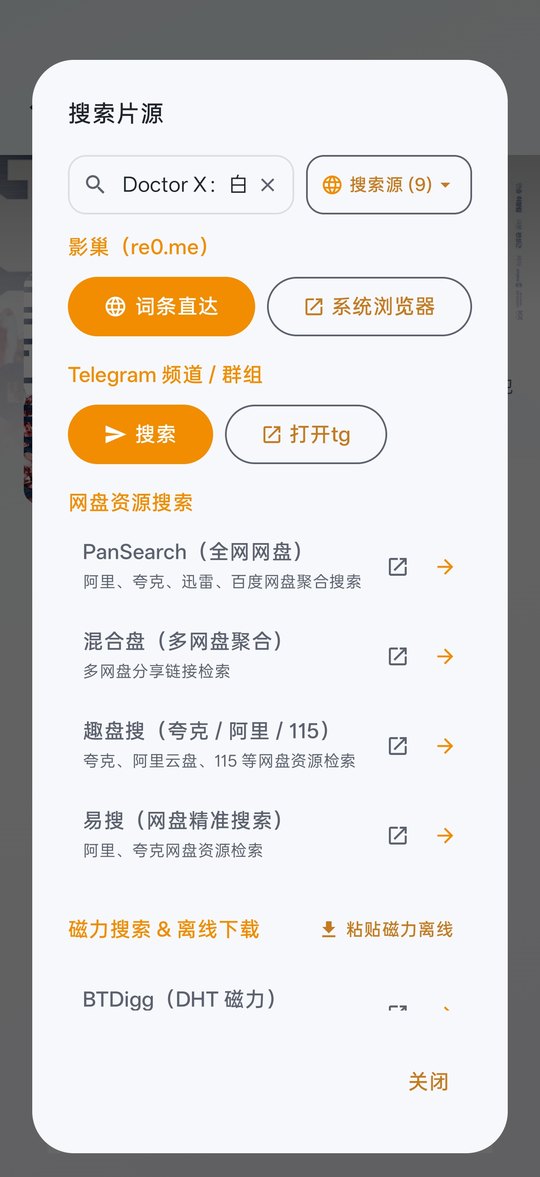 搜索片源
Doctor X：白
搜索源 (9)
影巢（re0.me）
词条直达
系统浏览器
Telegram 频道 / 群组
搜索
打开tg
网盘资源搜索
PanSearch（全网网盘）
阿里、夸克、迅雷、百度网盘聚合搜索
混合盘（多网盘聚合）
多网盘分享链接检索
趣盘搜（夸克 / 阿里 / 115）
夸克、阿里云盘、115 等网盘资源检索
易搜（网盘精准搜索）
阿里、夸克网盘资源检索
磁力搜索 & 离线下载
粘贴磁力离线
BTDigg（DHT 磁力）
关闭